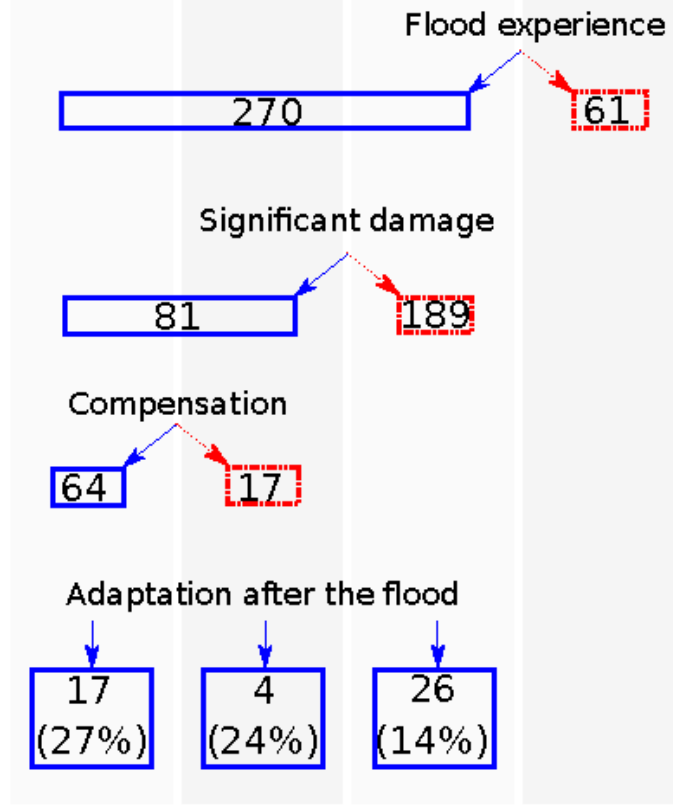 Flood experience
270 61
Significant damage
81 189
Compensation
64 17
Adaptation after the flood
17 4 26
(27%) (24%) (14%)